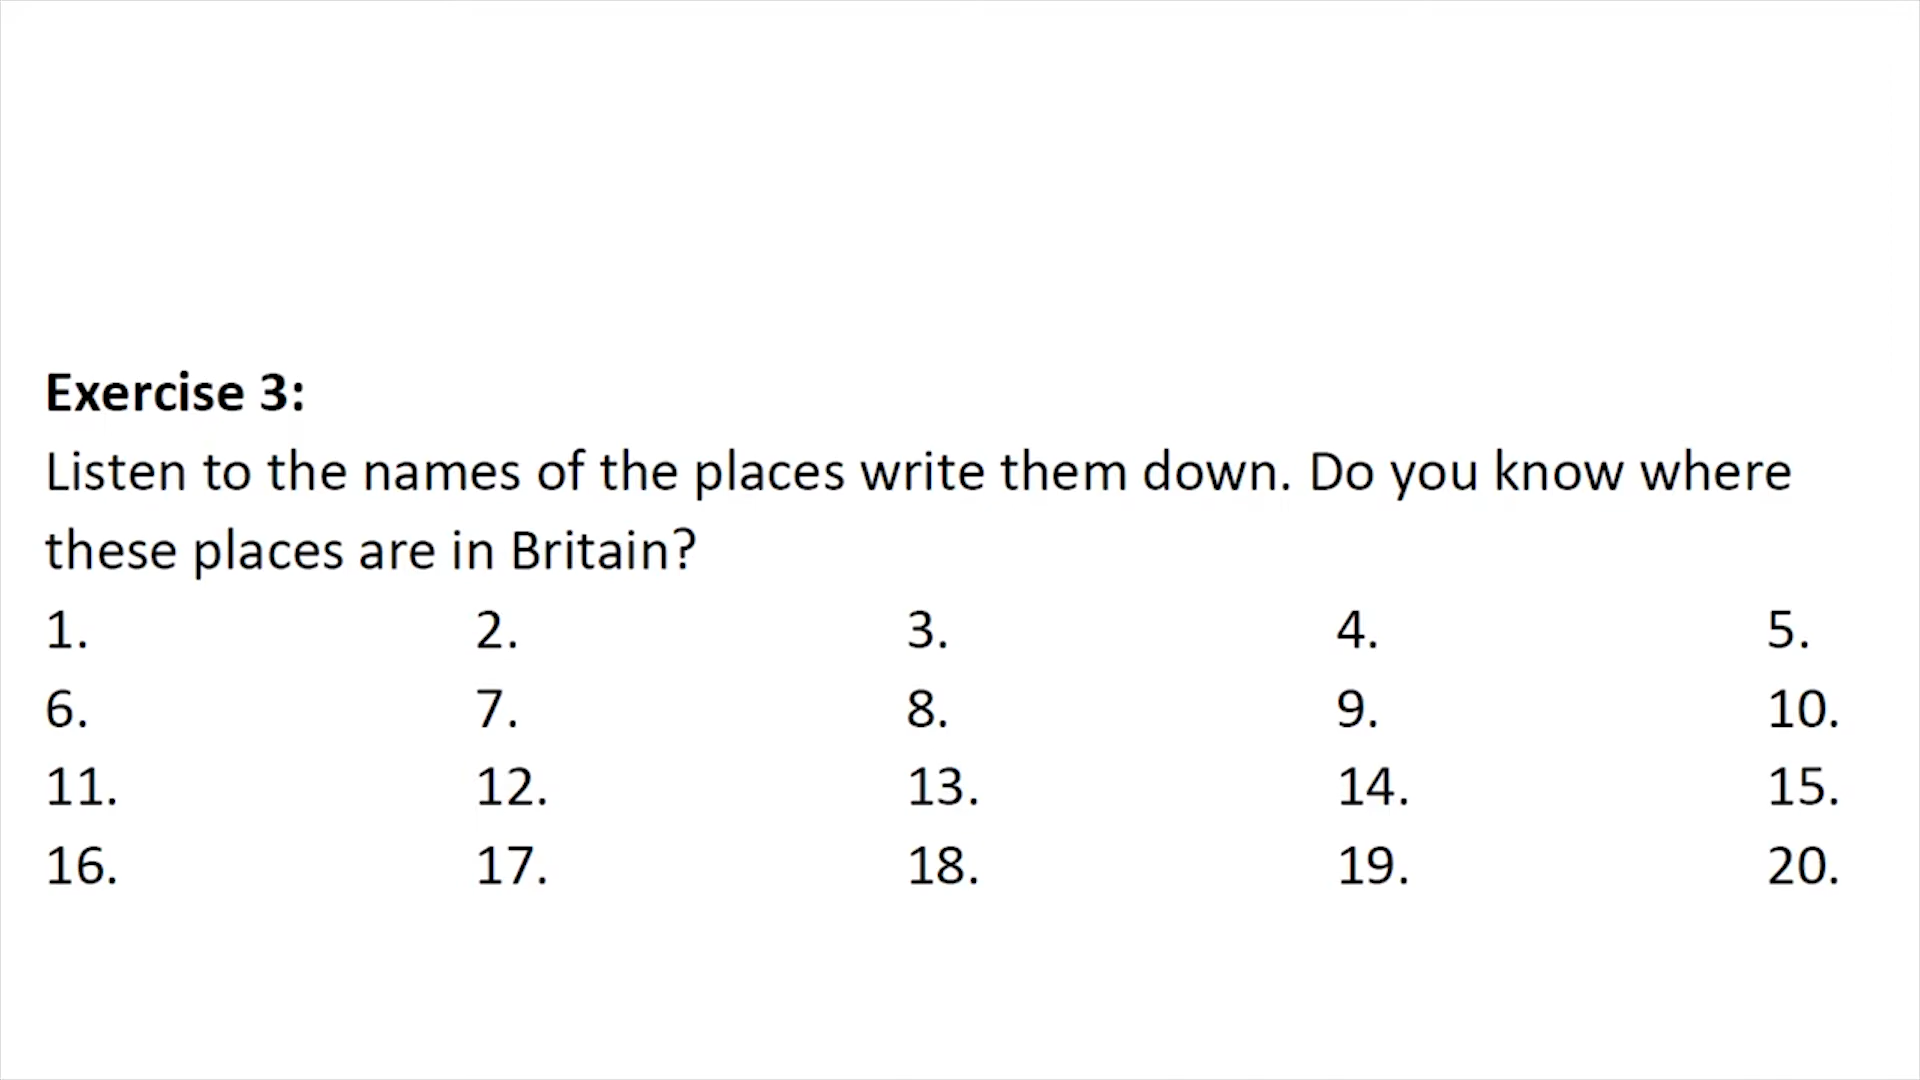 Exercise 3:
Listen to the names of the places write them down. Do you know where
these places are in Britain?
1. 2. 3. 4. 5.
6. 7. 8. 9. 10.
11. 12. 13. 14. 15.
16. 17. 18. 19. 20.